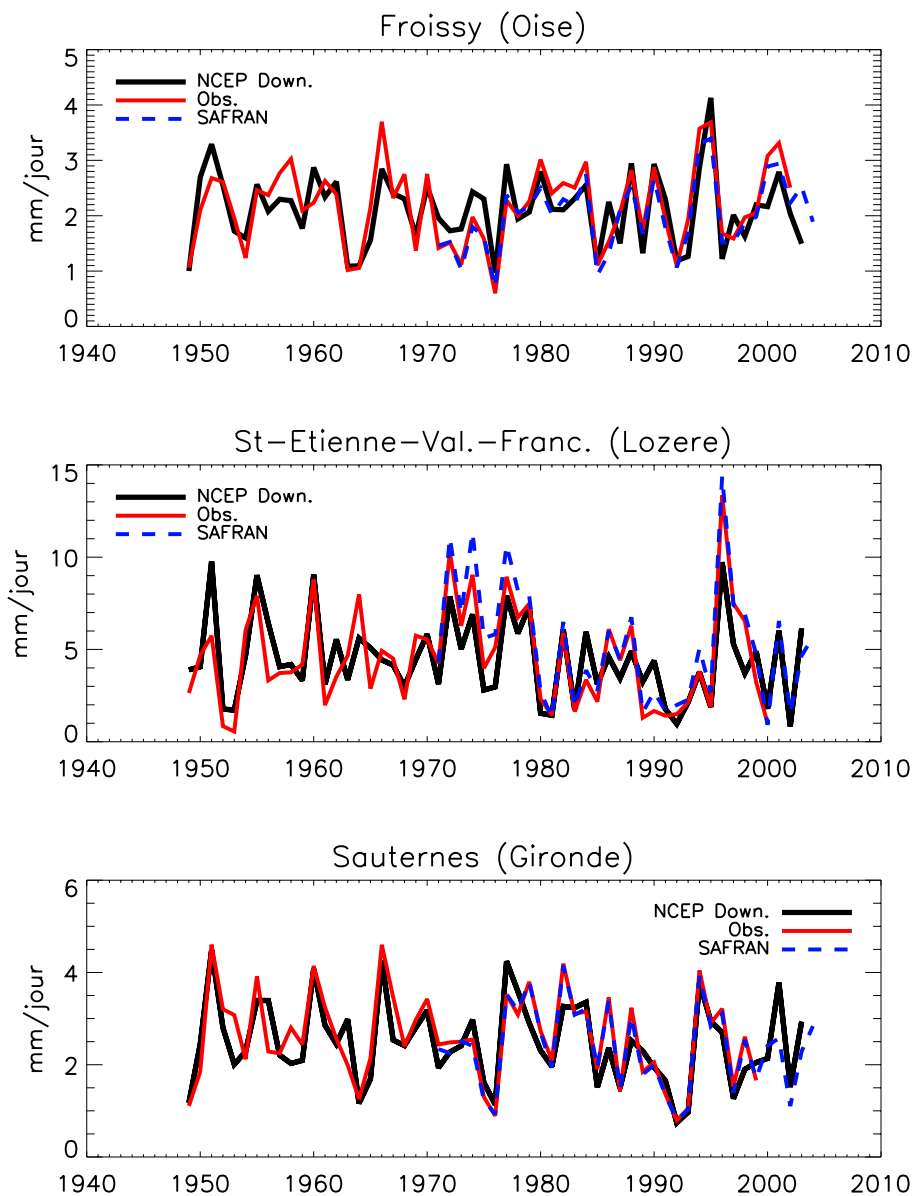 Froissy (Oise)
5
4
3
2
1
0
mm/jour
NCEP Down.
Obs.
SAFRAN
1940 1950 1960 1970 1980 1990 2000 2010
St-Etienne-Val.-Franc. (Lozere)
15
10
5
0
mm/jour
NCEP Down.
Obs.
SAFRAN
1940 1950 1960 1970 1980 1990 2000 2010
Sauternes (Gironde)
6
4
2
0
mm/jour
NCEP Down.
Obs.
SAFRAN
1940 1950 1960 1970 1980 1990 2000 2010